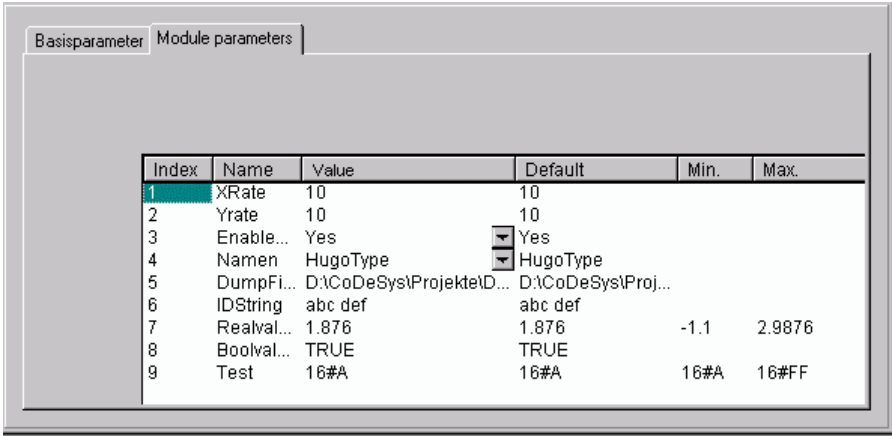 Basisparameter Module parameters
Index Name Value Default Min. Max.
1 XRate 10 10
2 Yrate 10 10
3 Enable... Yes Yes
4 Namen HugoType HugoType
5 DumpFi... D:\CoDeSys\Projekte\D... D:\CoDeSys\Proj...
6 IDString abc def abc def
7 Realval... 1.876 1.876 -1.1 2.9876
8 Boolval... TRUE TRUE
9 Test 16#A 16#A 16#A 16#FF